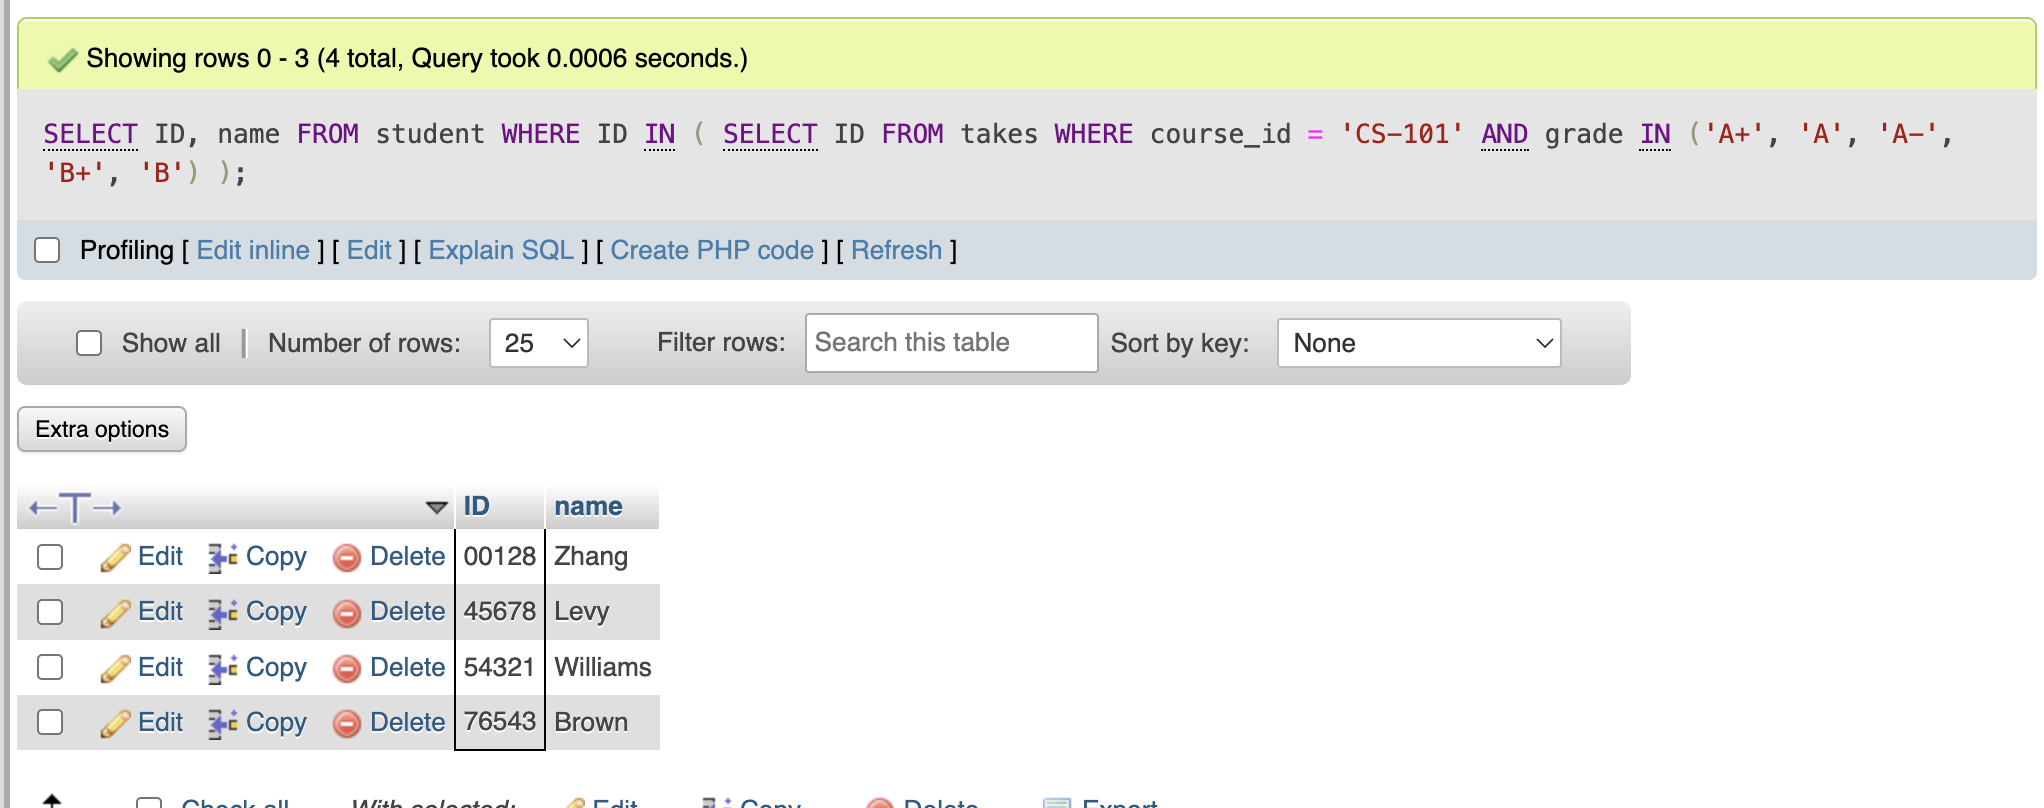 Showing rows 0 - 3 (4 total, Query took 0.0006 seconds.)
SELECT ID, name FROM student WHERE ID IN ( SELECT ID FROM takes WHERE course_id = 'CS-101' AND grade IN ('A+', 'A', 'A-',
'B+', 'B') );
Profiling [ Edit inline ] [ Edit ] [ Explain SQL ] [ Create PHP code ] [ Refresh ]
Show all | Number of rows: 25 Filter rows: Search this table Sort by key: None
Extra options
←T→ ID name
Edit Copy Delete 00128 Zhang
Edit Copy Delete 45678 Levy
Edit Copy Delete 54321 Williams
Edit Copy Delete 76543 Brown
Check all With selected: Edit Copy Delete Export